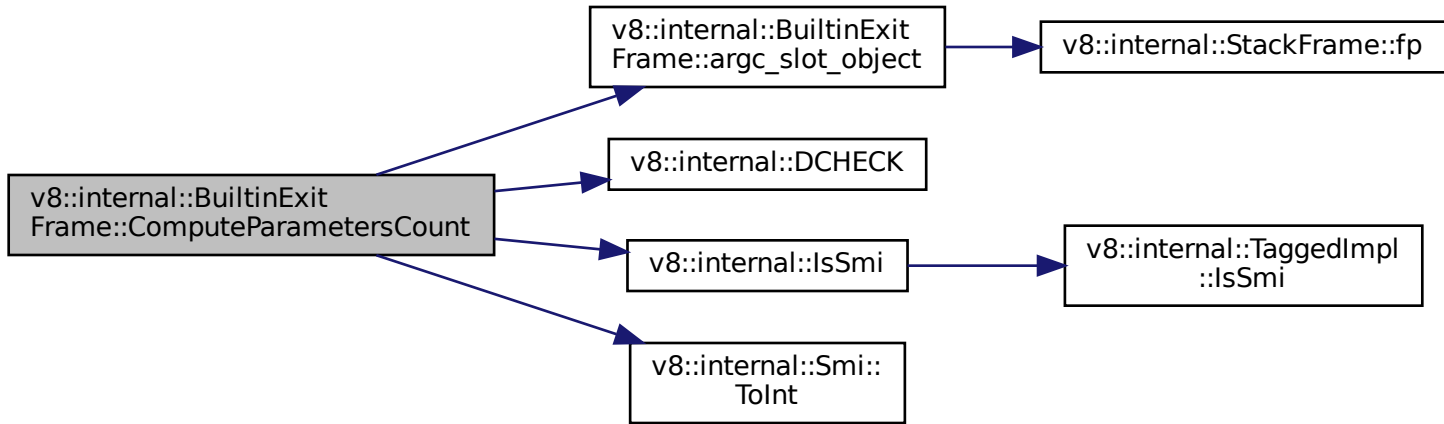 v8::internal::BuiltinExit
Frame::ComputeParametersCount
v8::internal::BuiltinExit
Frame::argc_slot_object
v8::internal::StackFrame::fp
v8::internal::DCHECK
v8::internal::IsSmi
v8::internal::TaggedImpl
::IsSmi
v8::internal::Smi::
ToInt